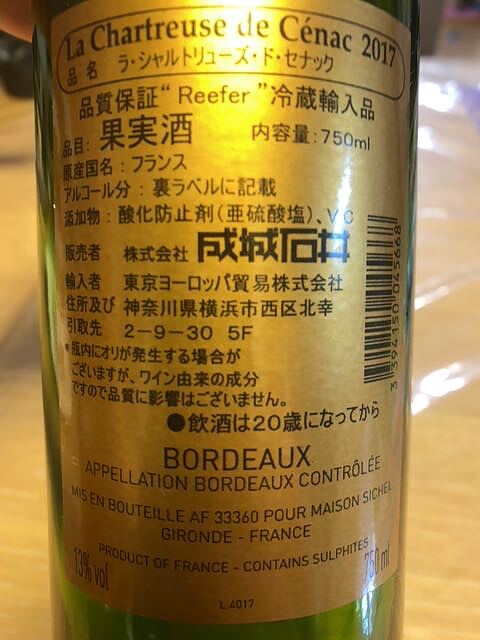 La Chartreuse de Cénac 2017
品名 ラ・シャルトリューズ・ド・セナック
品質保証“Reefer”冷蔵輸入品
品目: 果実酒 内容量: 750ml
原産国名: フランス
アルコール分: 裏ラベルに記載
添加物: 酸化防止剤(亜硫酸塩)、VC
販売者 株式会社 成城石井
輸入者 東京ヨーロッパ貿易株式会社
住所及び 神奈川県横浜市西区北幸
引取先 2-9-30 5F
*瓶内にオリが発生する場合が
ございますが、ワイン由来の成分
ですので品質に影響はございません。
●飲酒は20歳になってから
3 394150 045668
BORDEAUX
APPELLATION BORDEAUX CONTRÔLÉE
MIS EN BOUTEILLE AF 33360 POUR MAISON SICHEL
GIRONDE - FRANCE
PRODUCT OF FRANCE - CONTAINS SULPHITES
13% vol 750 ml
L.4017